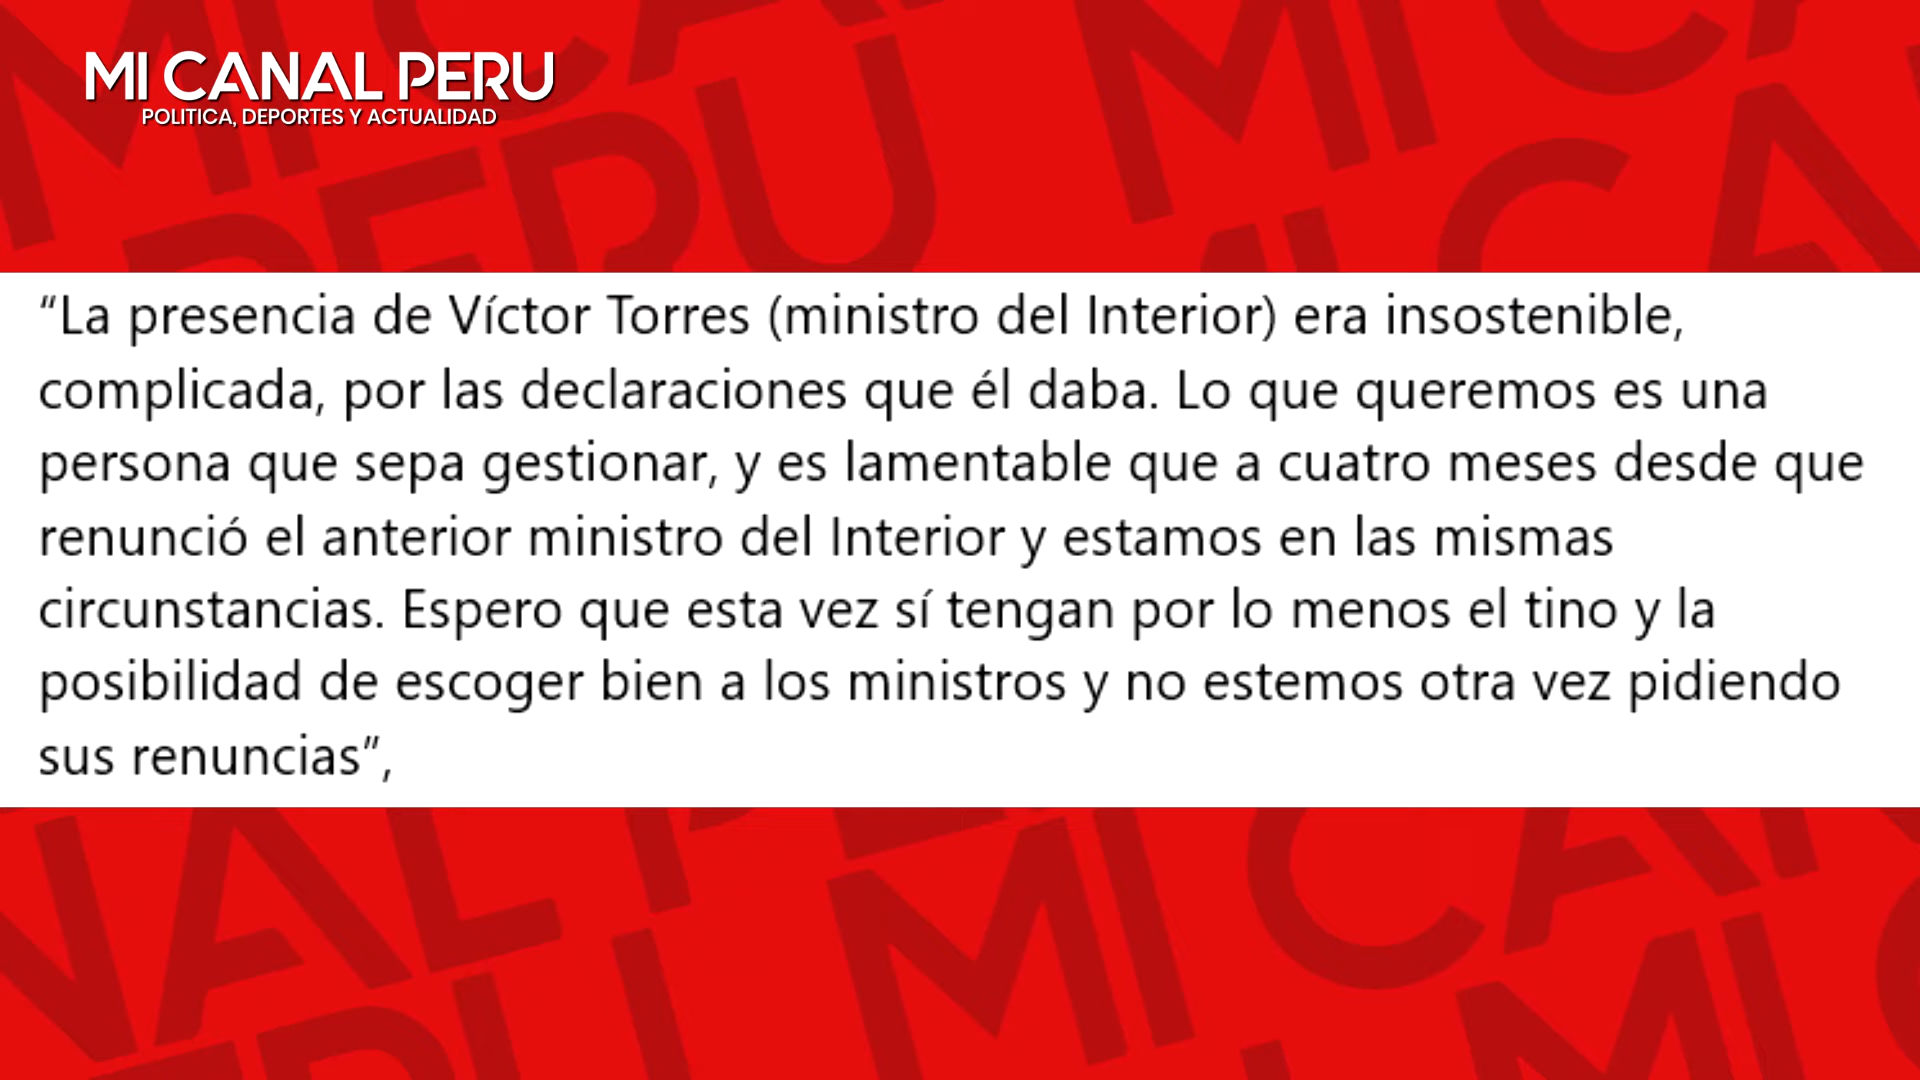 MI CANAL PERU
POLITICA, DEPORTES Y ACTUALIDAD
“La presencia de Víctor Torres (ministro del Interior) era insostenible,
complicada, por las declaraciones que él daba. Lo que queremos es una
persona que sepa gestionar, y es lamentable que a cuatro meses desde que
renunció el anterior ministro del Interior y estamos en las mismas
circunstancias. Espero que esta vez sí tengan por lo menos el tino y la
posibilidad de escoger bien a los ministros y no estemos otra vez pidiendo
sus renuncias”,